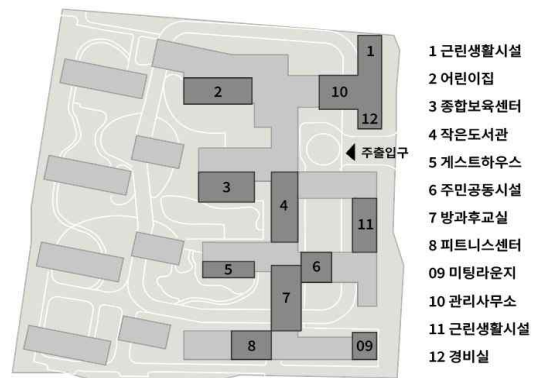 1
10
2
12
주출입구
3
4
11
5
6
7
8
09
1 근린생활시설
2 어린이집
3 종합보육센터
4 작은도서관
5 게스트하우스
6 주민공동시설
7 방과후교실
8 피트니스센터
09 미팅라운지
10 관리사무소
11 근린생활시설
12 경비실